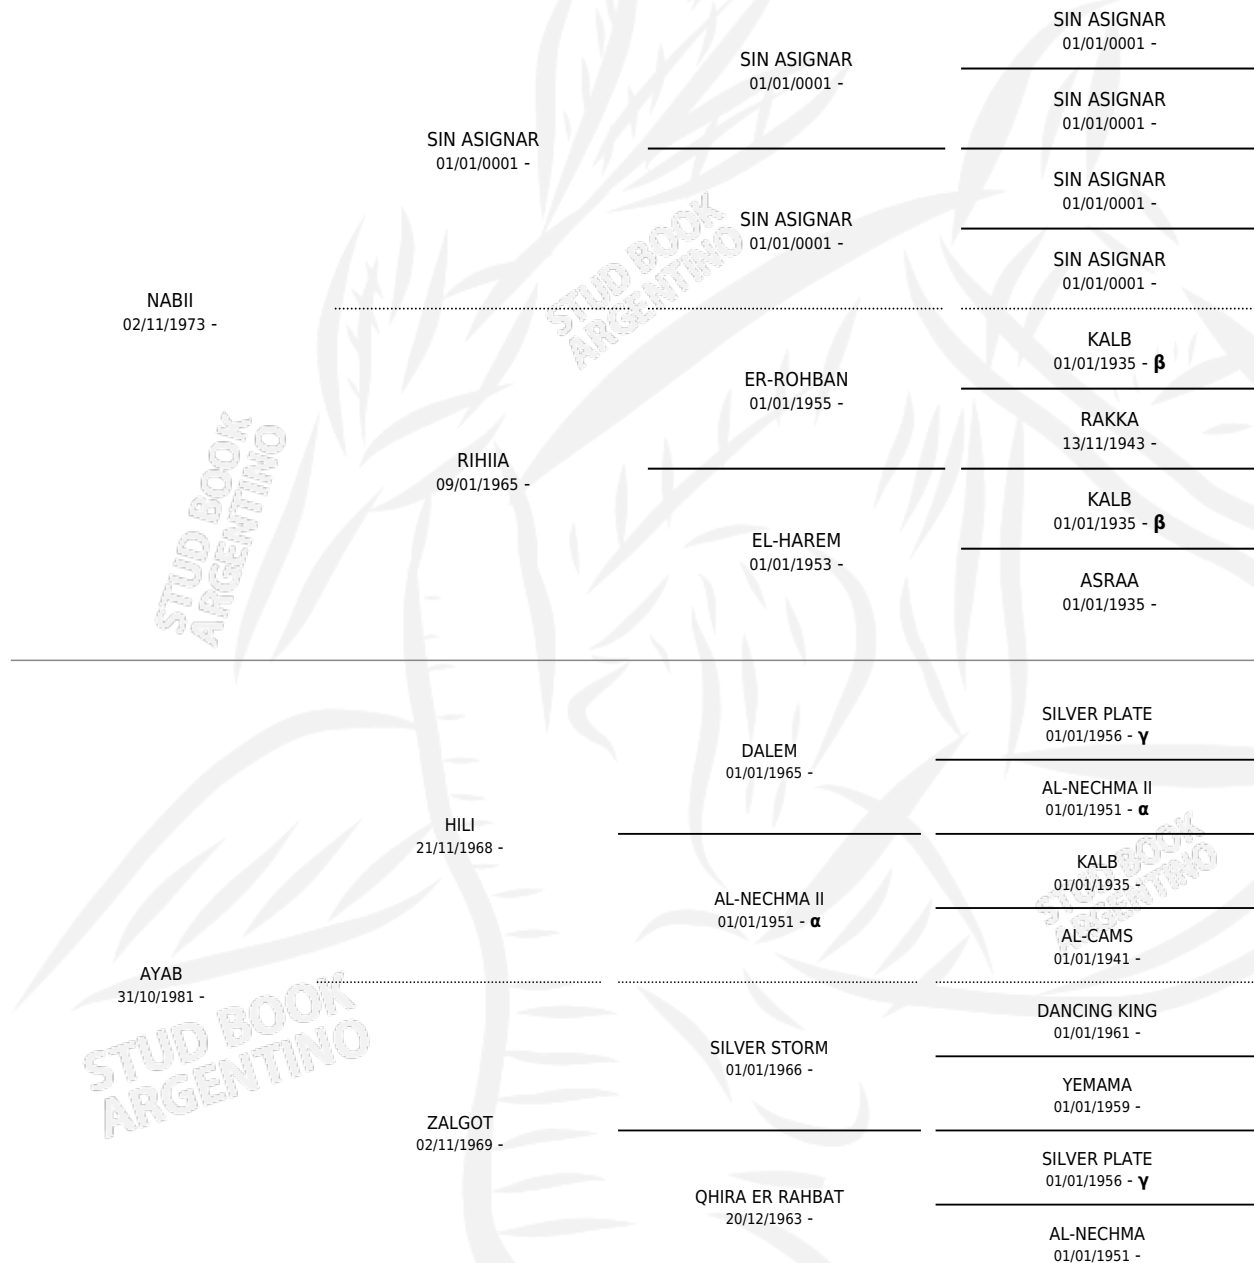 SIN ASIGNAR
01/01/0001 -
SIN ASIGNAR
01/01/0001 -
SIN ASIGNAR
01/01/0001 -
SIN ASIGNAR
01/01/0001 -
SIN ASIGNAR
01/01/0001 -
SIN ASIGNAR
01/01/0001 -
SIN ASIGNAR
01/01/0001 -
STUD BOOK
ARGENTINO
NABII
02/11/1973 -
KALB
01/01/1935 - β
ER-ROHBAN
01/01/1955 -
RAKKA
13/11/1943 -
RIHIIA
09/01/1965 -
KALB
01/01/1935 - β
EL-HAREM
01/01/1953 -
ASRAA
01/01/1935 -
STUD BOOK
ARGENTINO
SILVER PLATE
01/01/1956 - γ
DALEM
01/01/1965 -
AL-NECHMA II
01/01/1951 - α
HILI
21/11/1968 -
KALB
01/01/1935 -
AL-NECHMA II
01/01/1951 - α
AL-CAMS
01/01/1941 -
STUD BOOK
ARGENTINO
AYAB
31/10/1981 -
DANCING KING
01/01/1961 -
SILVER STORM
01/01/1966 -
YEMAMA
01/01/1959 -
STUD BOOK
ARGENTINO
ZALGOT
02/11/1969 -
SILVER PLATE
01/01/1956 - γ
QHIRA ER RAHBAT
20/12/1963 -
AL-NECHMA
01/01/1951 -